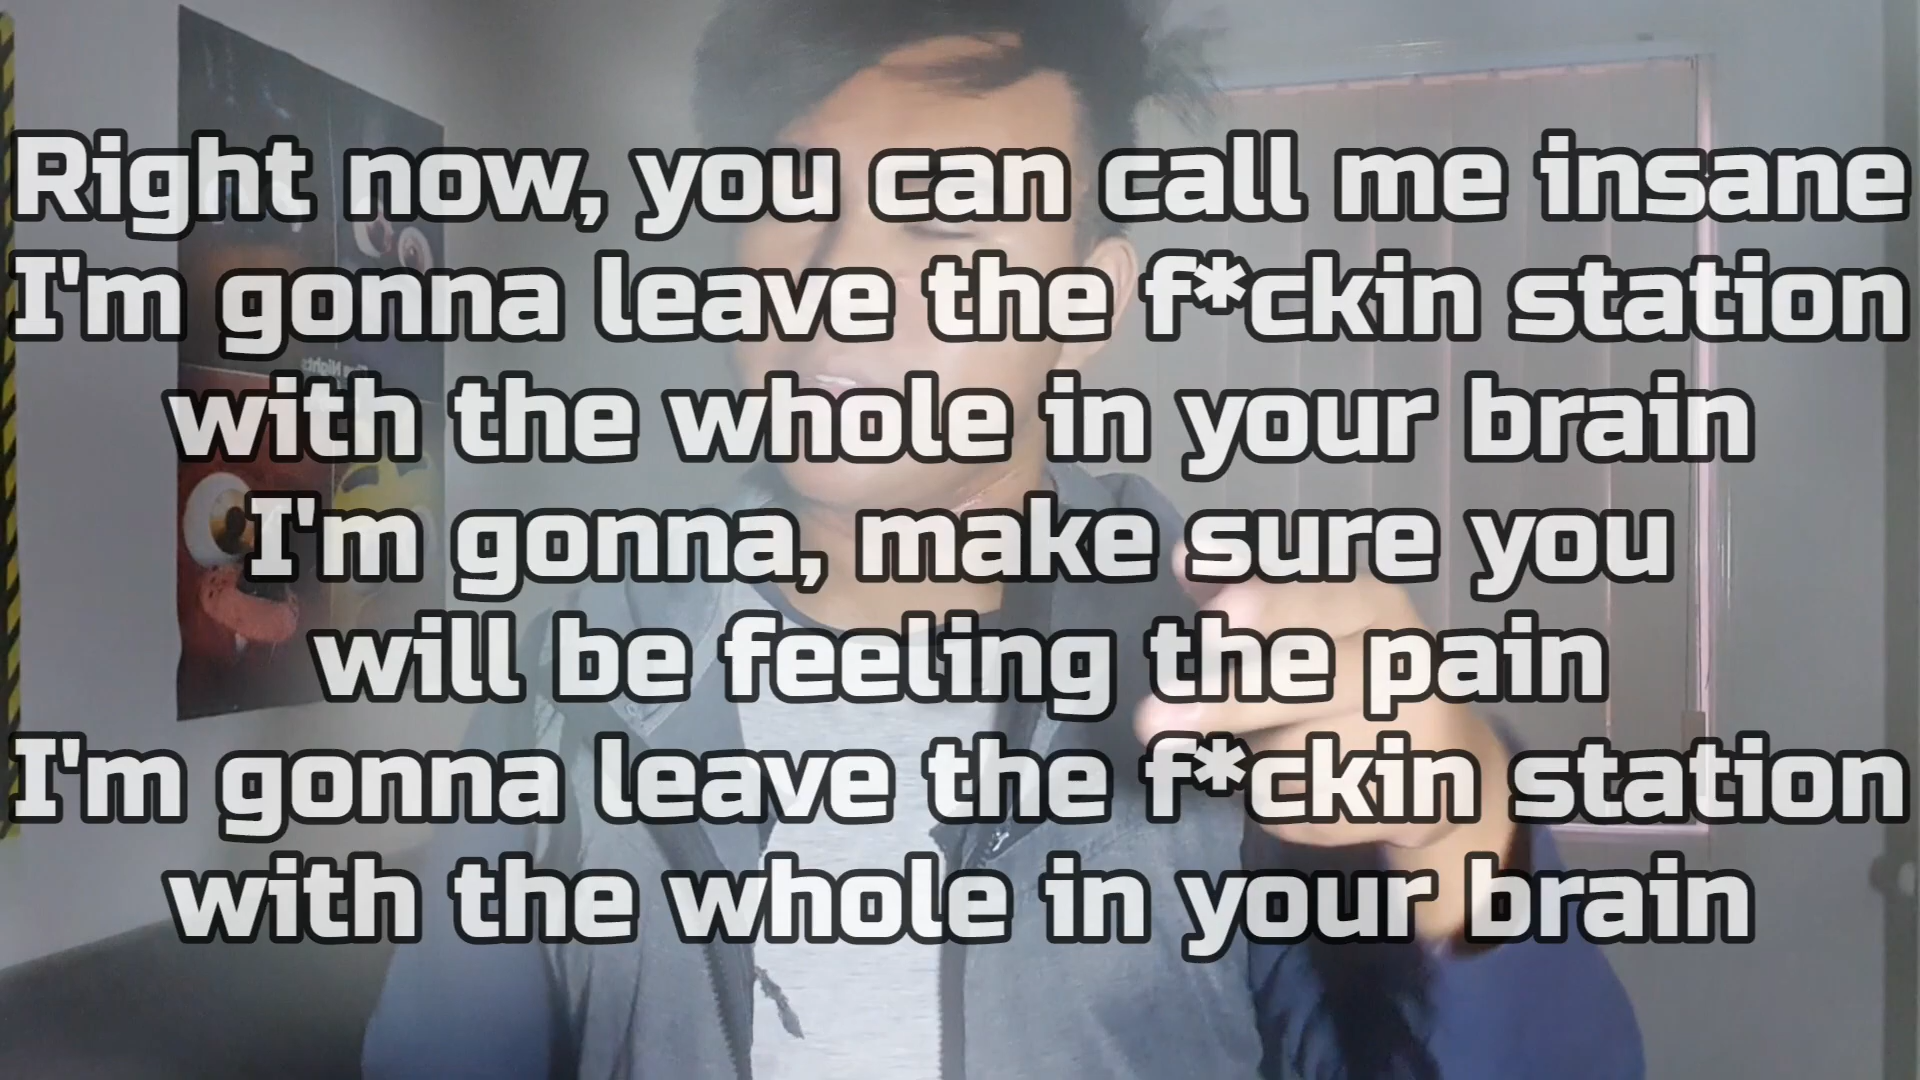 Right now, you can call me insane
I'm gonna leave the f*ckin station
with the whole in your brain
I'm gonna, make sure you
will be feeling the pain
I'm gonna leave the f*ckin station
with the whole in your brain